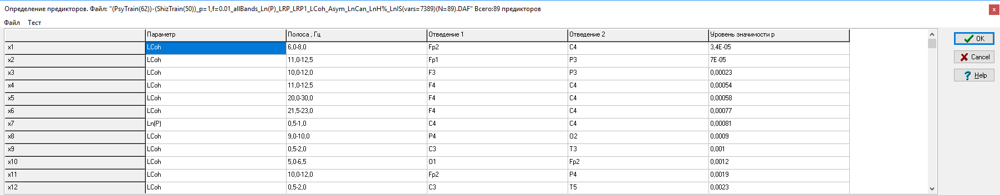 Определение предикторов. Файл: "(PsyTrain(62))-(ShizTrain(50))_p=1,f=0.01_allBands_Ln(P)_LRP_LRP1_LCoh_Asym_LnCan_LnH%_LnIS(vars=7389)(N=89).DAF" Всего:89 предикторов
x
Файл Тест
Параметр Полоса , Гц Отведение 1 Отведение 2 Уровень значимости p
x1 LCoh 6,0-8,0 Fp2 C4 3,4E-05
x2 LCoh 11,0-12,5 Fp1 P3 7E-05
x3 LCoh 10,0-12,0 F3 P3 0,00023
x4 LCoh 11,0-12,5 F4 C4 0,00054
x5 LCoh 20,0-30,0 F4 C4 0,00058
x6 LCoh 21,5-23,0 F4 C4 0,00077
x7 Ln(P) 0,5-1,0 C4 C4 0,00081
x8 LCoh 9,0-10,0 P4 O2 0,0009
x9 LCoh 0,5-2,0 C3 T3 0,001
x10 LCoh 5,0-6,5 O1 Fp2 0,0012
x11 LCoh 10,0-12,0 Fp2 P4 0,0019
x12 LCoh 0,5-2,0 C3 T5 0,0023
OK
Cancel
Help